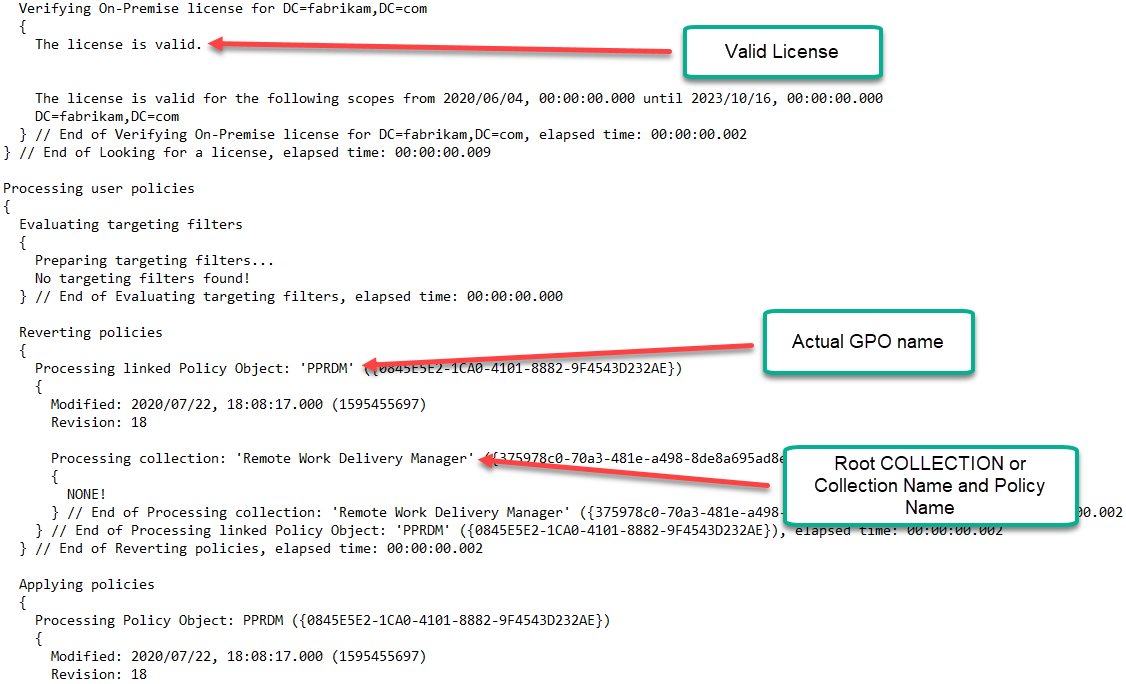 Verifying On-Premise license for DC=fabrikam,DC=com
{
The license is valid.
Valid License
The license is valid for the following scopes from 2020/06/04, 00:00:00.000 until 2023/10/16, 00:00:00.000
DC=fabrikam,DC=com
} // End of Verifying On-Premise license for DC=fabrikam,DC=com, elapsed time: 00:00:00.002
} // End of Looking for a license, elapsed time: 00:00:00.009
Processing user policies
{
Evaluating targeting filters
{
Preparing targeting filters...
No targeting filters found!
} // End of Evaluating targeting filters, elapsed time: 00:00:00.000
Reverting policies
{
Actual GPO name
Processing linked Policy Object: 'PPRDM' ({0845E5E2-1CA0-4101-8882-9F4543D232AE})
{
Modified: 2020/07/22, 18:08:17.000 (1595455697)
Revision: 18
Processing collection: 'Remote Work Delivery Manager' ({375978c0-70a3-481e-a498-8de8a695ad8e
Root COLLECTION or
Collection Name and Policy
Name
{
NONE!
} // End of Processing collection: 'Remote Work Delivery Manager' ({375978c0-70a3-481e-a498- 00.002
} // End of Processing linked Policy Object: 'PPRDM' ({0845E5E2-1CA0-4101-8882-9F4543D232AE}), elapsed time: 00:00:00.002
} // End of Reverting policies, elapsed time: 00:00:00.002
Applying policies
{
Processing Policy Object: PPRDM ({0845E5E2-1CA0-4101-8882-9F4543D232AE})
{
Modified: 2020/07/22, 18:08:17.000 (1595455697)
Revision: 18